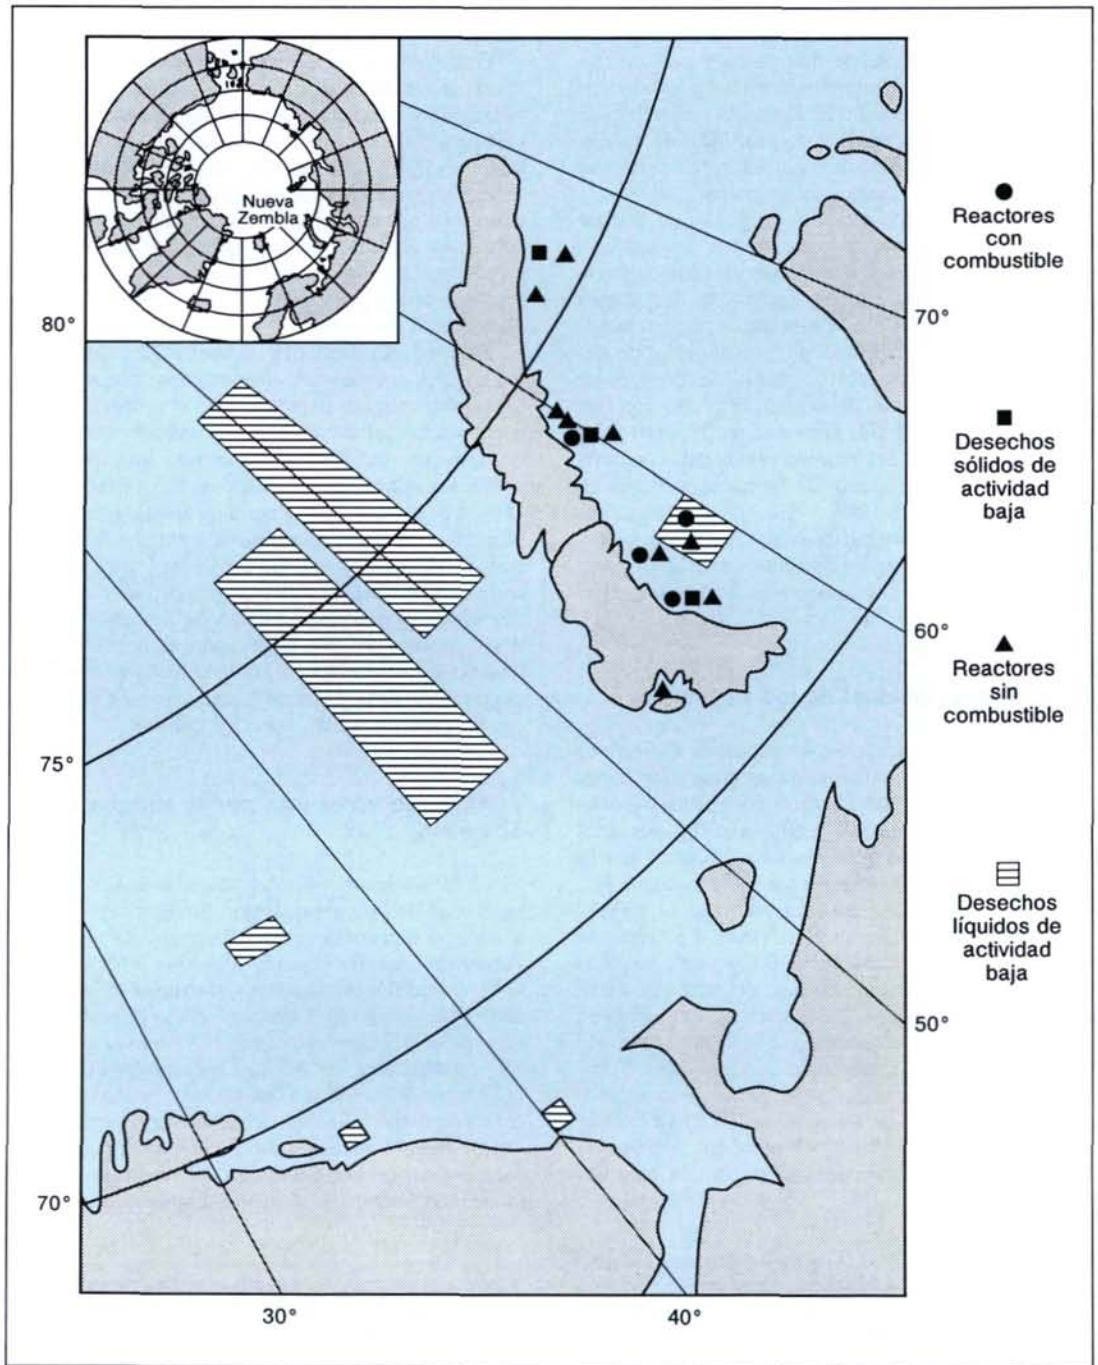 Nueva
Zembla
80°
75°
70°
30°
40°
70°
60°
50°
Reactores
con
combustible
Desechos
sólidos de
actividad
baja
Reactores
sin
combustible
Desechos
líquidos de
actividad
baja